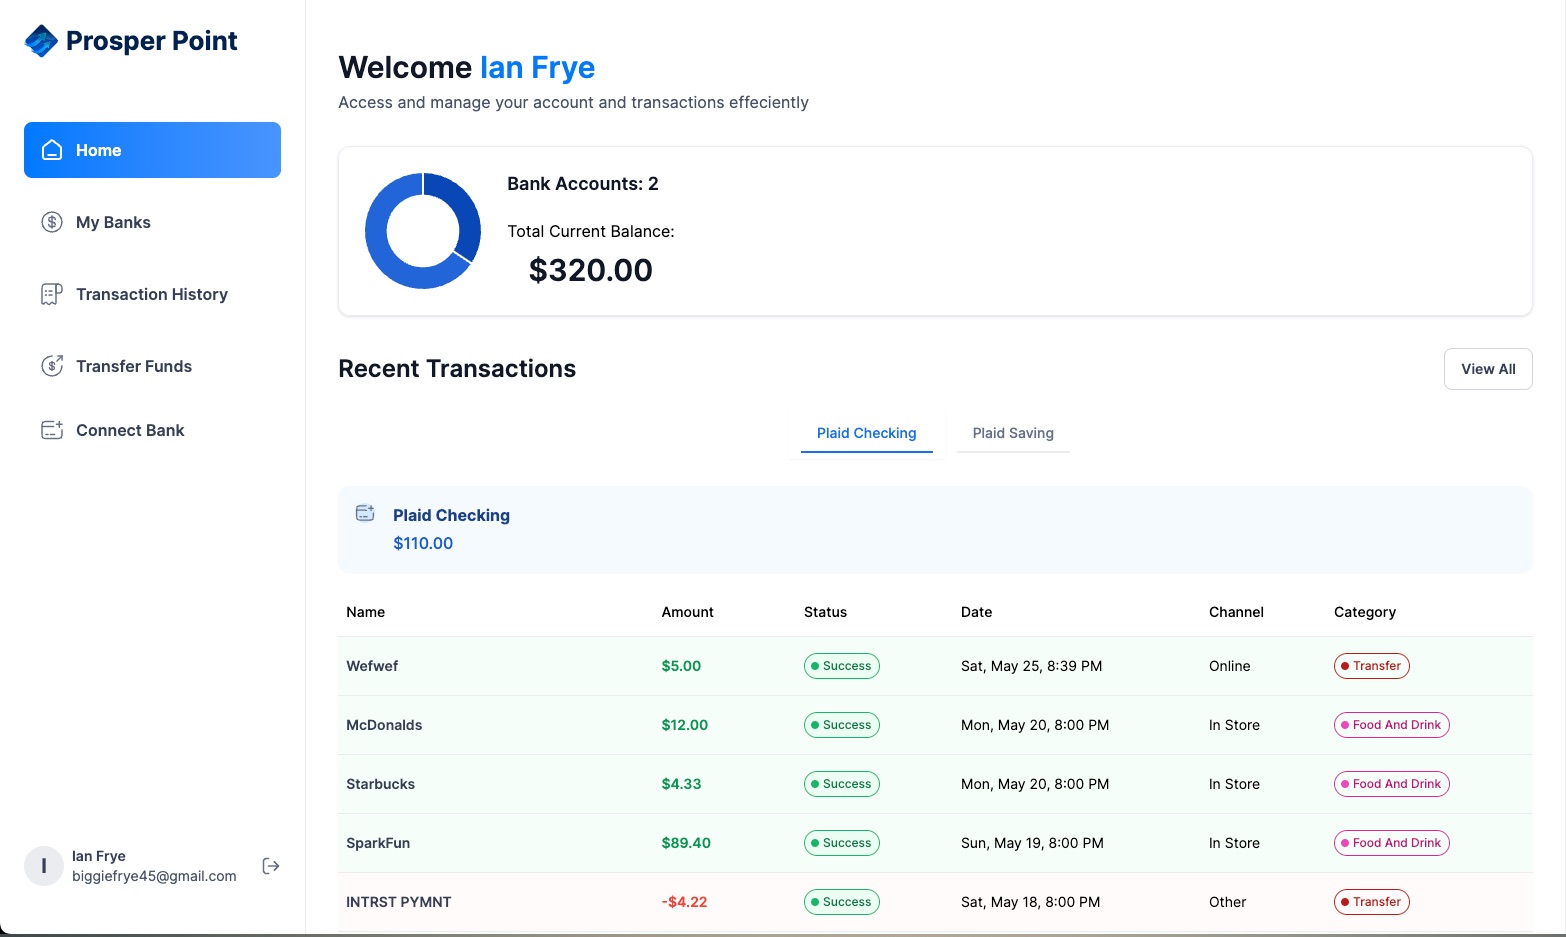 Prosper Point
Home
My Banks
Transaction History
Transfer Funds
Connect Bank
I
Ian Frye
biggiefrye45@gmail.com
Welcome Ian Frye
Access and manage your account and transactions effeciently
Bank Accounts: 2
Total Current Balance:
$320.00
Recent Transactions
View All
Plaid Checking Plaid Saving
Plaid Checking
$110.00
Name Amount Status Date Channel Category
Wefwef $5.00 Success Sat, May 25, 8:39 PM Online Transfer
McDonalds $12.00 Success Mon, May 20, 8:00 PM In Store Food And Drink
Starbucks $4.33 Success Mon, May 20, 8:00 PM In Store Food And Drink
SparkFun $89.40 Success Sun, May 19, 8:00 PM In Store Food And Drink
INTRST PYMNT -$4.22 Success Sat, May 18, 8:00 PM Other Transfer